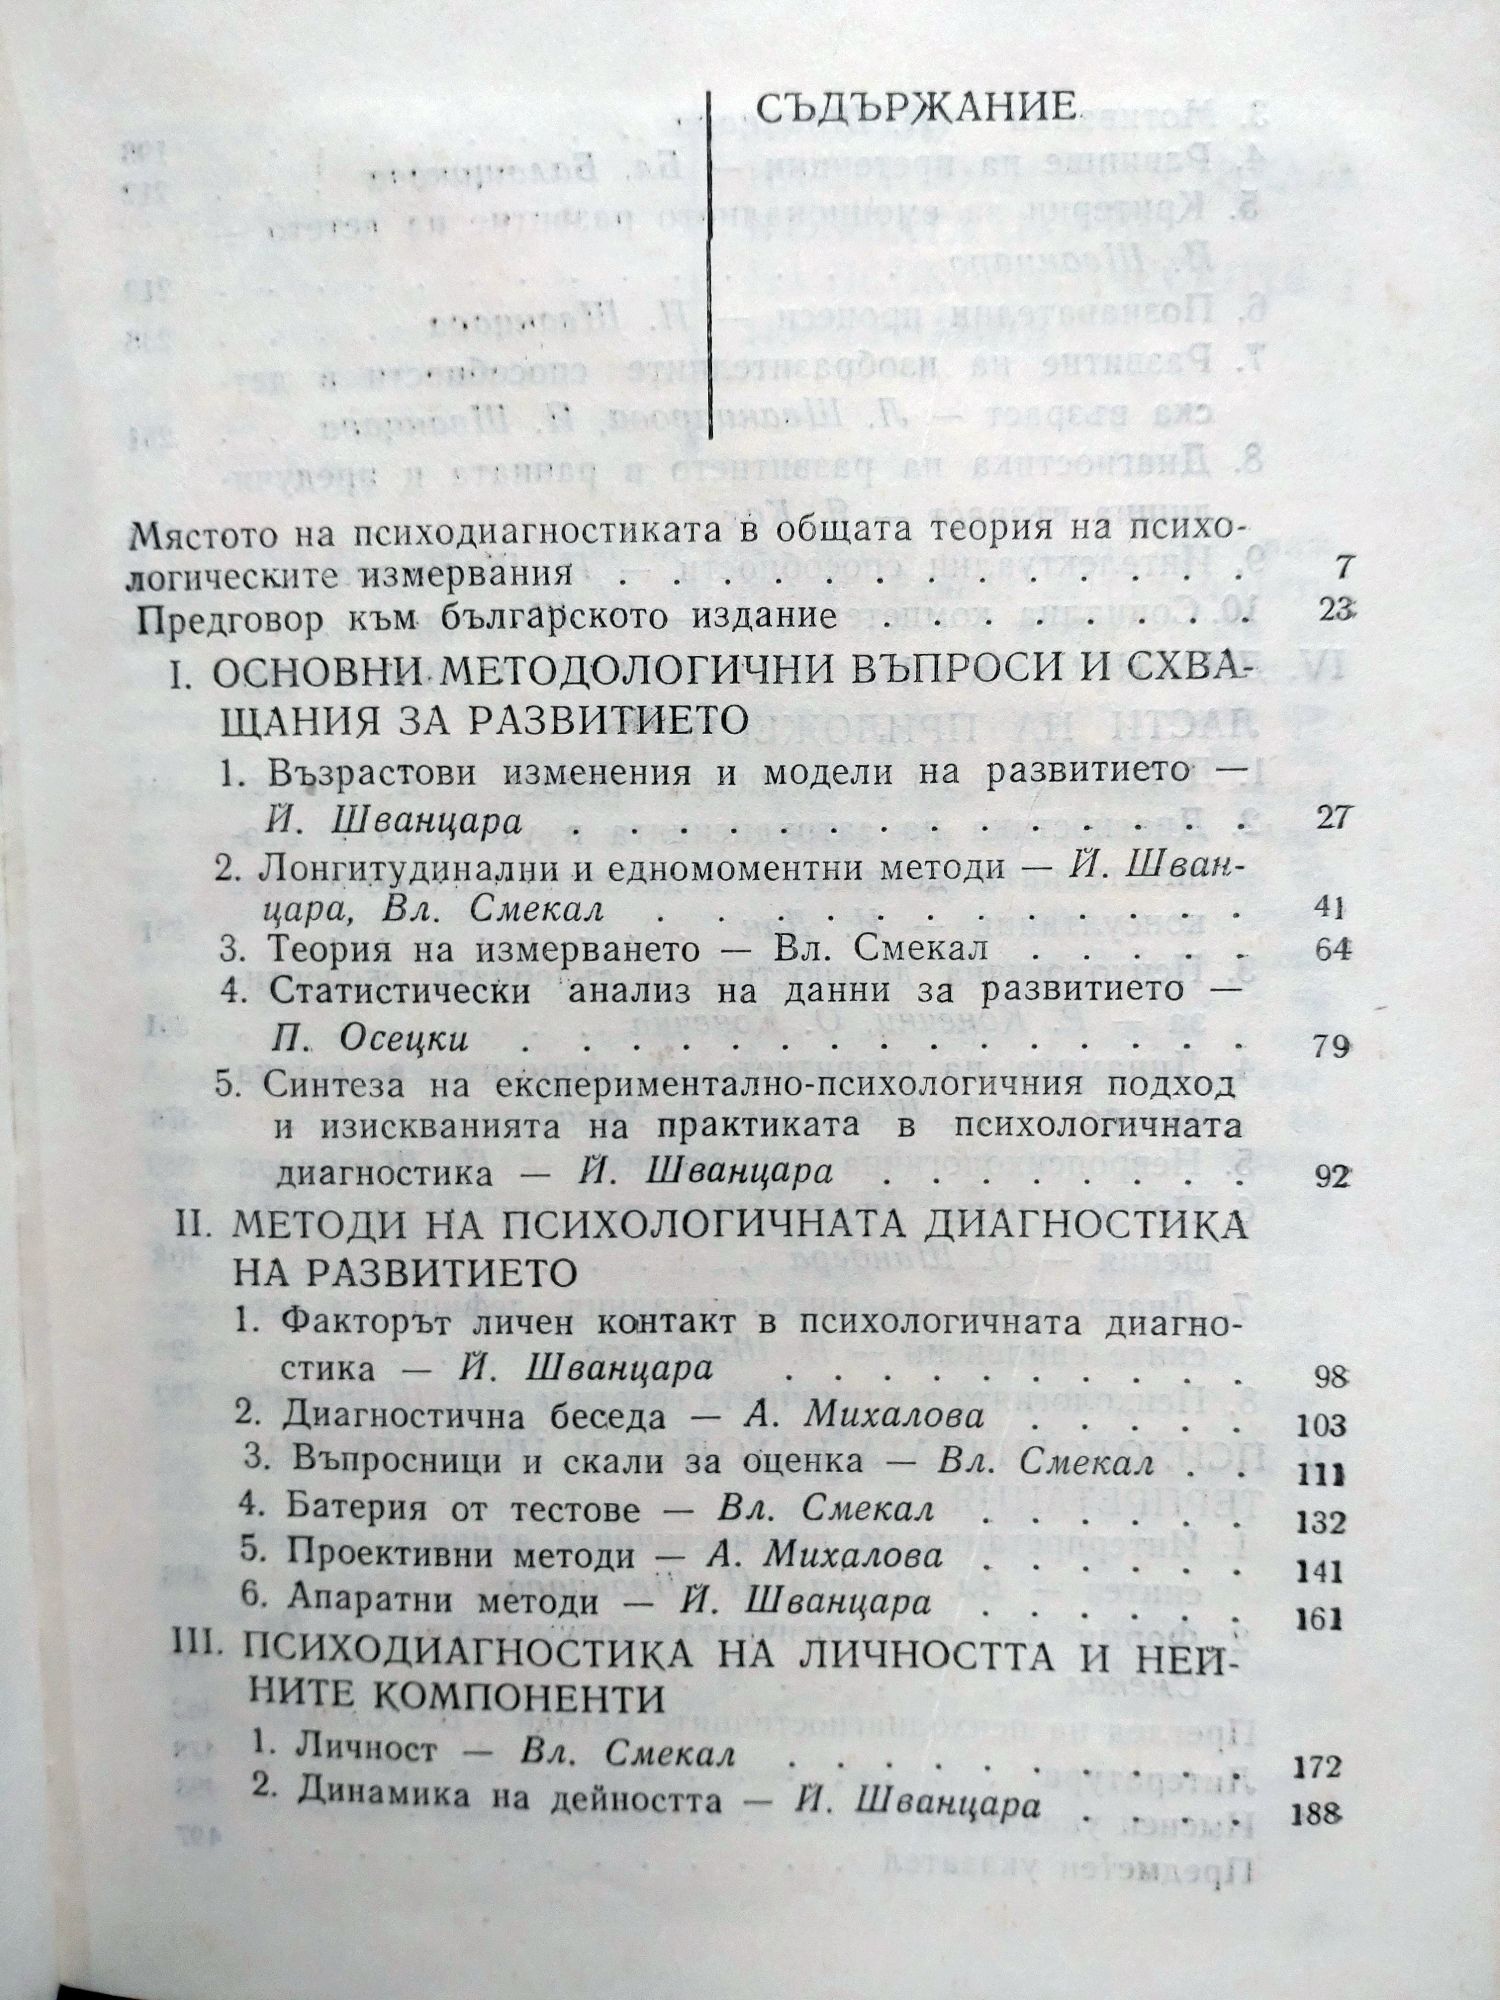 СЪДЪРЖАНИЕ
Мястото на психодиагностиката в общата теория на психо-
логическите измервания . . . . . . . . . . . . . 7
Предговор към българското издание . . . . . . . . 23
I. ОСНОВНИ МЕТОДОЛОГИЧНИ ВЪПРОСИ И СХВА-
ЩАНИЯ ЗА РАЗВИТИЕТО
1. Възрастови изменения и модели на развитието —
Й. Шванцара . . . . . . . . . . . . . . 27
2. Лонгитудинални и едномоментни методи — Й. Шван-
цара, Вл. Смекал . . . . . . . . . . . . 41
3. Теория на измерването — Вл. Смекал . . . . . 64
4. Статистически анализ на данни за развитието —
П. Осецки . . . . . . . . . . . . . . . 79
5. Синтеза на експериментално-психологичния подход
и изискванията на практиката в психологичната
диагностика — Й. Шванцара . . . . . . . . 92
II. МЕТОДИ НА ПСИХОЛОГИЧНАТА ДИАГНОСТИКА
НА РАЗВИТИЕТО
1. Факторът личен контакт в психологичната диагно-
стика — Й. Шванцара . . . . . . . . . . 98
2. Диагностична беседа — А. Михалова . . . . . 103
3. Въпросници и скали за оценка — Вл. Смекал . . 111
4. Батерия от тестове — Вл. Смекал . . . . . . 132
5. Проективни методи — А. Михалова . . . . . . 141
6. Апаратни методи — Й. Шванцара . . . . . . 161
III. ПСИХОДИАГНОСТИКА НА ЛИЧНОСТТА И НЕЙ-
НИТЕ КОМПОНЕНТИ
1. Личност — Вл. Смекал . . . . . . . . . . 172
2. Динамика на дейността — Й. Шванцара . . . . 188